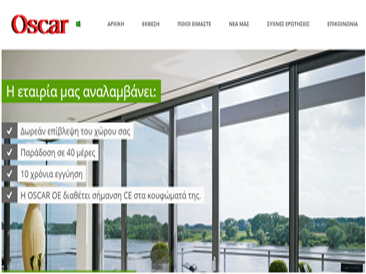 Oscar
ΑΡΧΙΚΗ ΕΚΘΕΣΗ ΠΟΙΟΙ ΕΙΜΑΣΤΕ ΝΕΑ ΜΑΣ ΣΥΧΝΕΣ ΕΡΩΤΗΣΕΙΣ ΕΠΙΚΟΙΝΩΝΙΑ
Η εταιρία μας αναλαμβάνει:
Δωρεάν επίβλεψη του χώρου σας
Παράδοση σε 40 μέρες
10 χρόνια εγγύηση
Η OSCAR ΟΕ διαθέτει σήμανση CE στα κουφώματά της.